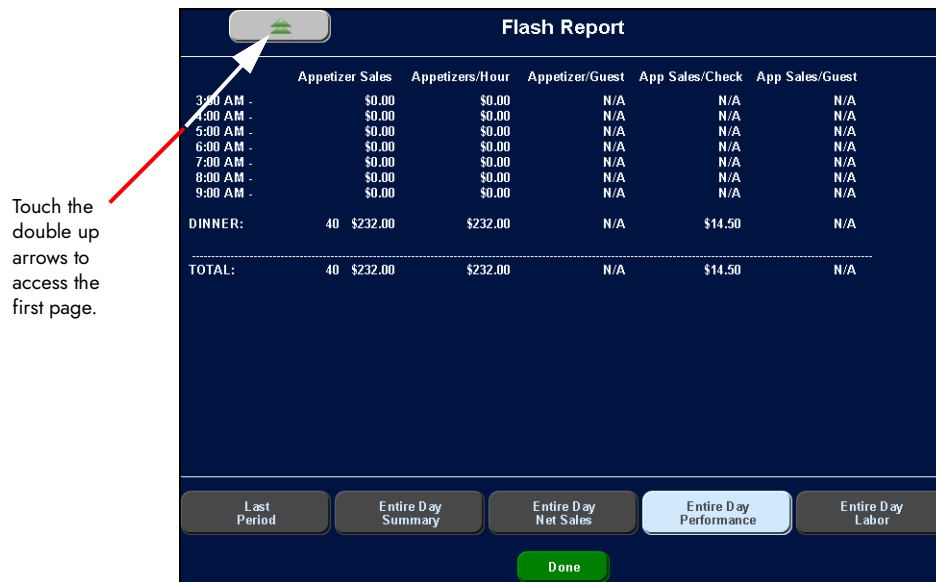 Flash Report
Appetizer Sales Appetizers/Hour Appetizer/Guest App Sales/Check App Sales/Guest
3:00 AM - $0.00 $0.00 N/A N/A N/A
4:00 AM - $0.00 $0.00 N/A N/A N/A
5:00 AM - $0.00 $0.00 N/A N/A N/A
6:00 AM - $0.00 $0.00 N/A N/A N/A
7:00 AM - $0.00 $0.00 N/A N/A N/A
8:00 AM - $0.00 $0.00 N/A N/A N/A
9:00 AM - $0.00 $0.00 N/A N/A N/A
DINNER: 40 $232.00 $232.00 N/A $14.50 N/A
TOTAL: 40 $232.00 $232.00 N/A $14.50 N/A
Touch the
double up
arrows to
access the
first page.
Last
Period
Entire Day
Summary
Entire Day
Net Sales
Entire Day
Performance
Entire Day
Labor
Done